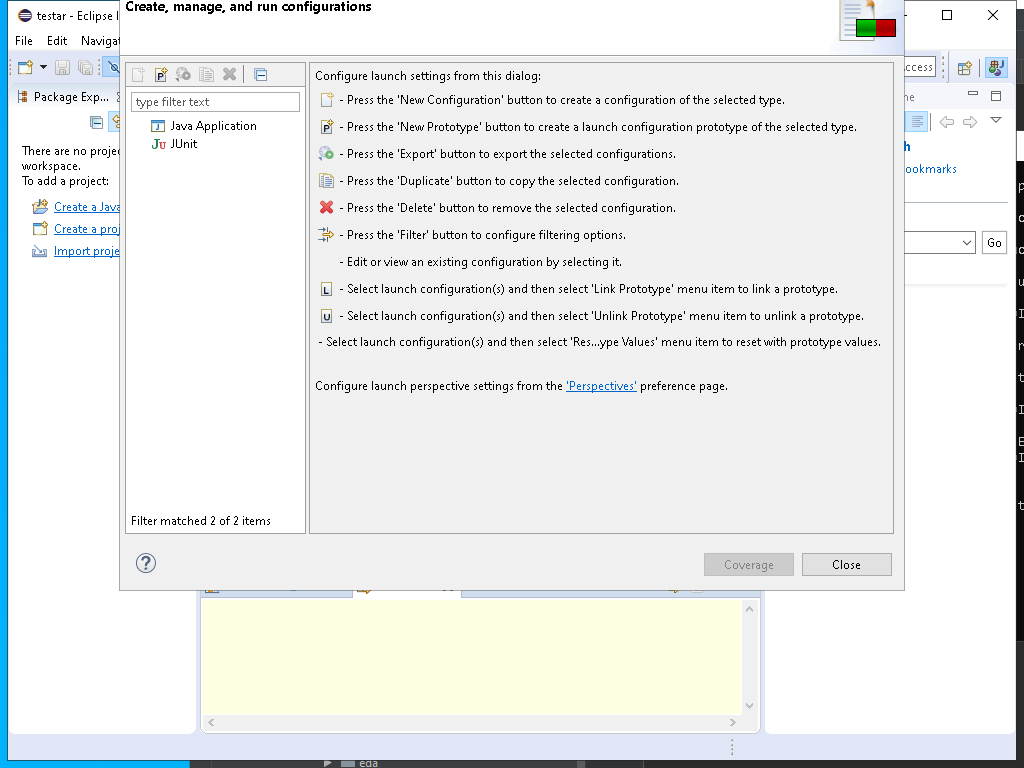 Create, manage, and run configurations
testar - Eclipse I
File Edit Navigat
Package Exp...
There are no projec
workspace.
To add a project:
Create a Java
Create a proj
Import proje
type filter text
Java Application
JUnit
Filter matched 2 of 2 items
Configure launch settings from this dialog:
- Press the 'New Configuration' button to create a configuration of the selected type.
- Press the 'New Prototype' button to create a launch configuration prototype of the selected type.
- Press the 'Export' button to export the selected configurations.
- Press the 'Duplicate' button to copy the selected configuration.
- Press the 'Delete' button to remove the selected configuration.
- Press the 'Filter' button to configure filtering options.
- Edit or view an existing configuration by selecting it.
- Select launch configuration(s) and then select 'Link Prototype' menu item to link a prototype.
- Select launch configuration(s) and then select 'Unlink Prototype' menu item to unlink a prototype.
- Select launch configuration(s) and then select 'Res...ype Values' menu item to reset with prototype values.
Configure launch perspective settings from the 'Perspectives' preference page.
Coverage Close
ccess
ne
h
ookmarks
Go
eda